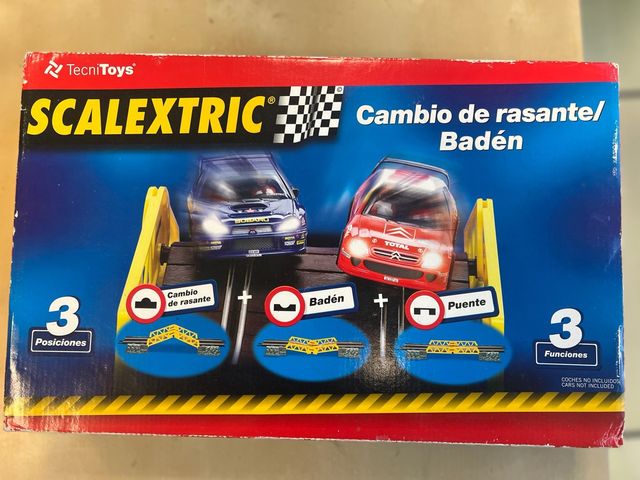 TecniToys®
SCALEXTRIC®
Cambio de rasante/
Badén
SUBARU
TOTAL
Cambio
de rasante
+
Badén
+
Puente
3
Posiciones
3
Funciones
COCHES NO INCLUIDOS
CARS NOT INCLUDED